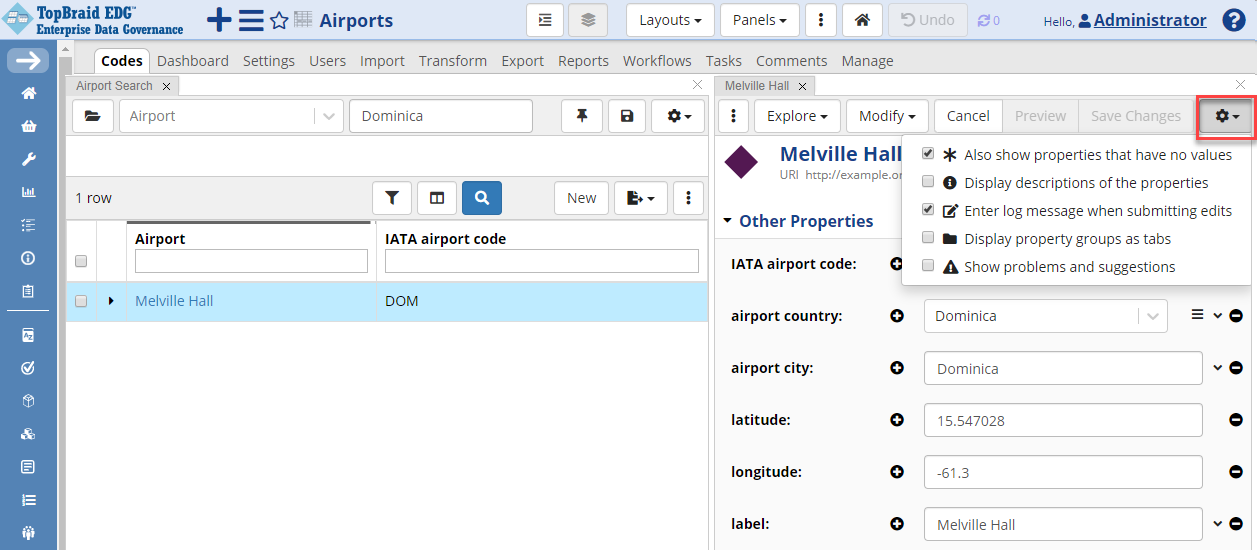 TopBraid EDG™
Enterprise Data Governance
Airports
Layouts
Panels
Undo
0
Hello, Administrator
?
Codes Dashboard Settings Users Import Transform Export Reports Workflows Tasks Comments Manage
Airport Search
Airport
Dominica
1 row
New
Airport
IATA airport code
Melville Hall
DOM
Melville Hall
Explore
Modify
Cancel
Preview
Save Changes
Melville Hall
URI http://example.or
Also show properties that have no values
Display descriptions of the properties
Enter log message when submitting edits
Display property groups as tabs
Show problems and suggestions
Other Properties
IATA airport code:
airport country:
Dominica
airport city:
Dominica
latitude:
15.547028
longitude:
-61.3
label:
Melville Hall